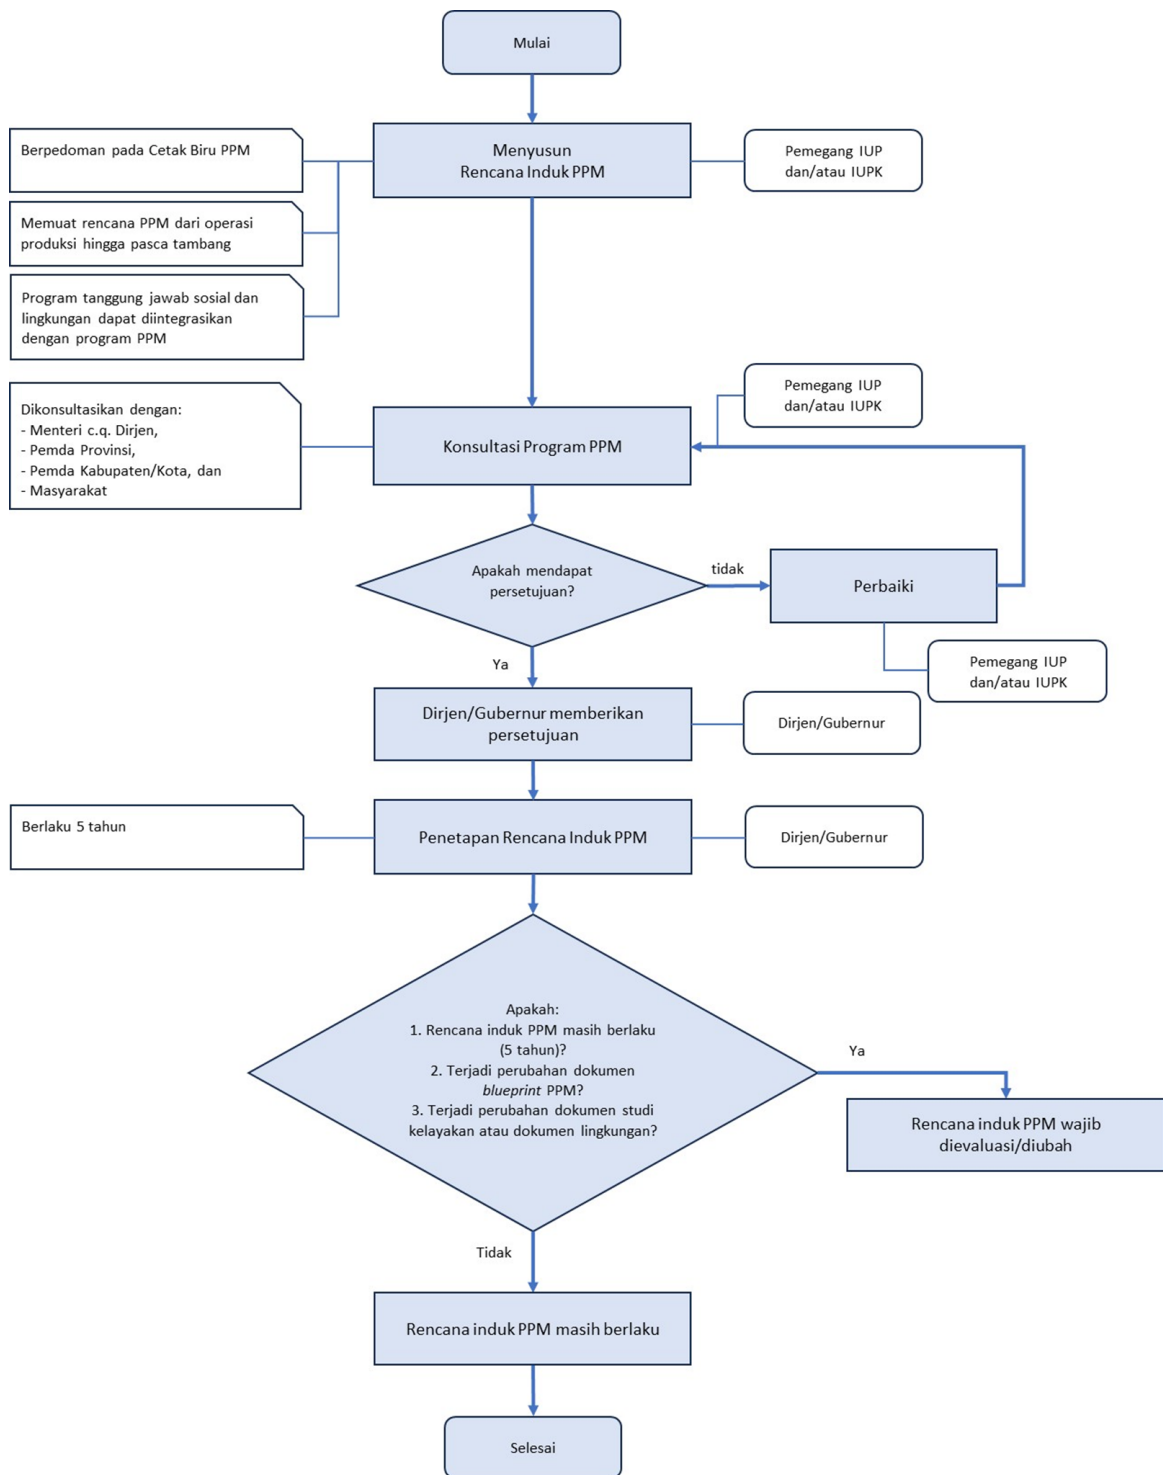 Mulai
Berpedoman pada Cetak Biru PPM
Menyusun
Rencana Induk PPM
Pemegang IUP
dan/atau IUPK
Memuat rencana PPM dari operasi
produksi hingga pasca tambang
Program tanggung jawab sosial dan
lingkungan dapat diintegrasikan
dengan program PPM
Pemegang IUP
dan/atau IUPK
Dikonsultasikan dengan:
- Menteri c.q. Dirjen,
- Pemda Provinsi,
- Pemda Kabupaten/Kota, dan
- Masyarakat
Konsultasi Program PPM
Apakah mendapat
persetujuan?
tidak
Perbaiki
Pemegang IUP
dan/atau IUPK
Ya
Dirjen/Gubernur memberikan
persetujuan
Dirjen/Gubernur
Berlaku 5 tahun
Penetapan Rencana Induk PPM
Dirjen/Gubernur
Apakah:
1. Rencana induk PPM masih berlaku
(5 tahun)?
2. Terjadi perubahan dokumen
blueprint PPM?
3. Terjadi perubahan dokumen studi
kelayakan atau dokumen lingkungan?
Ya
Rencana induk PPM wajib
dievaluasi/diubah
Tidak
Rencana induk PPM masih berlaku
Selesai